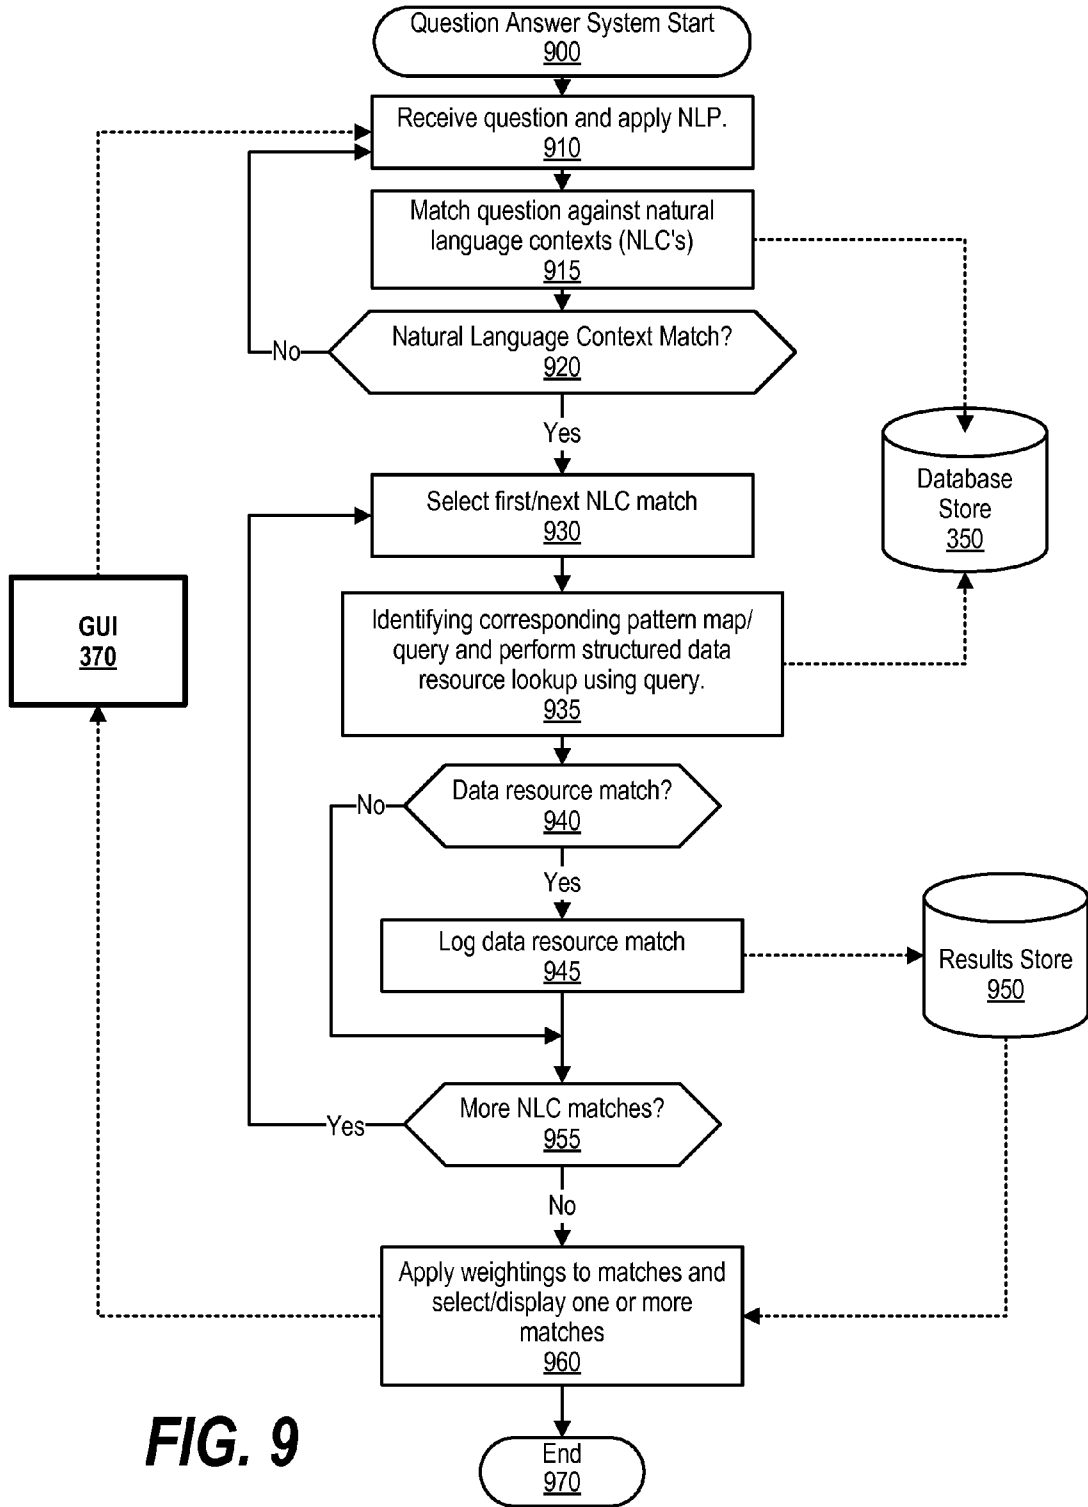 Question Answer System Start
900
Receive question and apply NLP.
910
Match question against natural
language contexts (NLC's)
915
Natural Language Context Match?
920
No
Yes
Database
Store
350
Select first/next NLC match
930
GUI
370
Identifying corresponding pattern map/
query and perform structured data
resource lookup using query.
935
Data resource match?
940
No
Yes
Log data resource match
945
Results Store
950
More NLC matches?
955
Yes
No
Apply weightings to matches and
select/display one or more
matches
960
FIG. 9
End
970